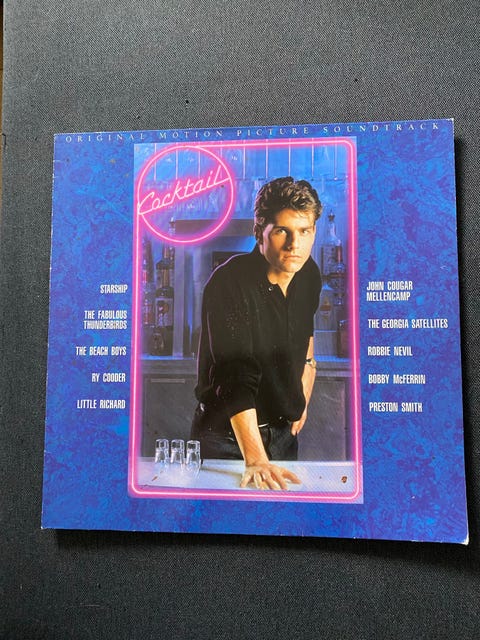 ORIGINAL MOTION PICTURE SOUNDTRACK
Cocktail
STARSHIP
THE FABULOUS
THUNDERBIRDS
THE BEACH BOYS
RY COODER
LITTLE RICHARD
JOHN COUGAR
MELLENCAMP
THE GEORGIA SATELLITES
ROBBIE NEVIL
BOBBY McFERRIN
PRESTON SMITH